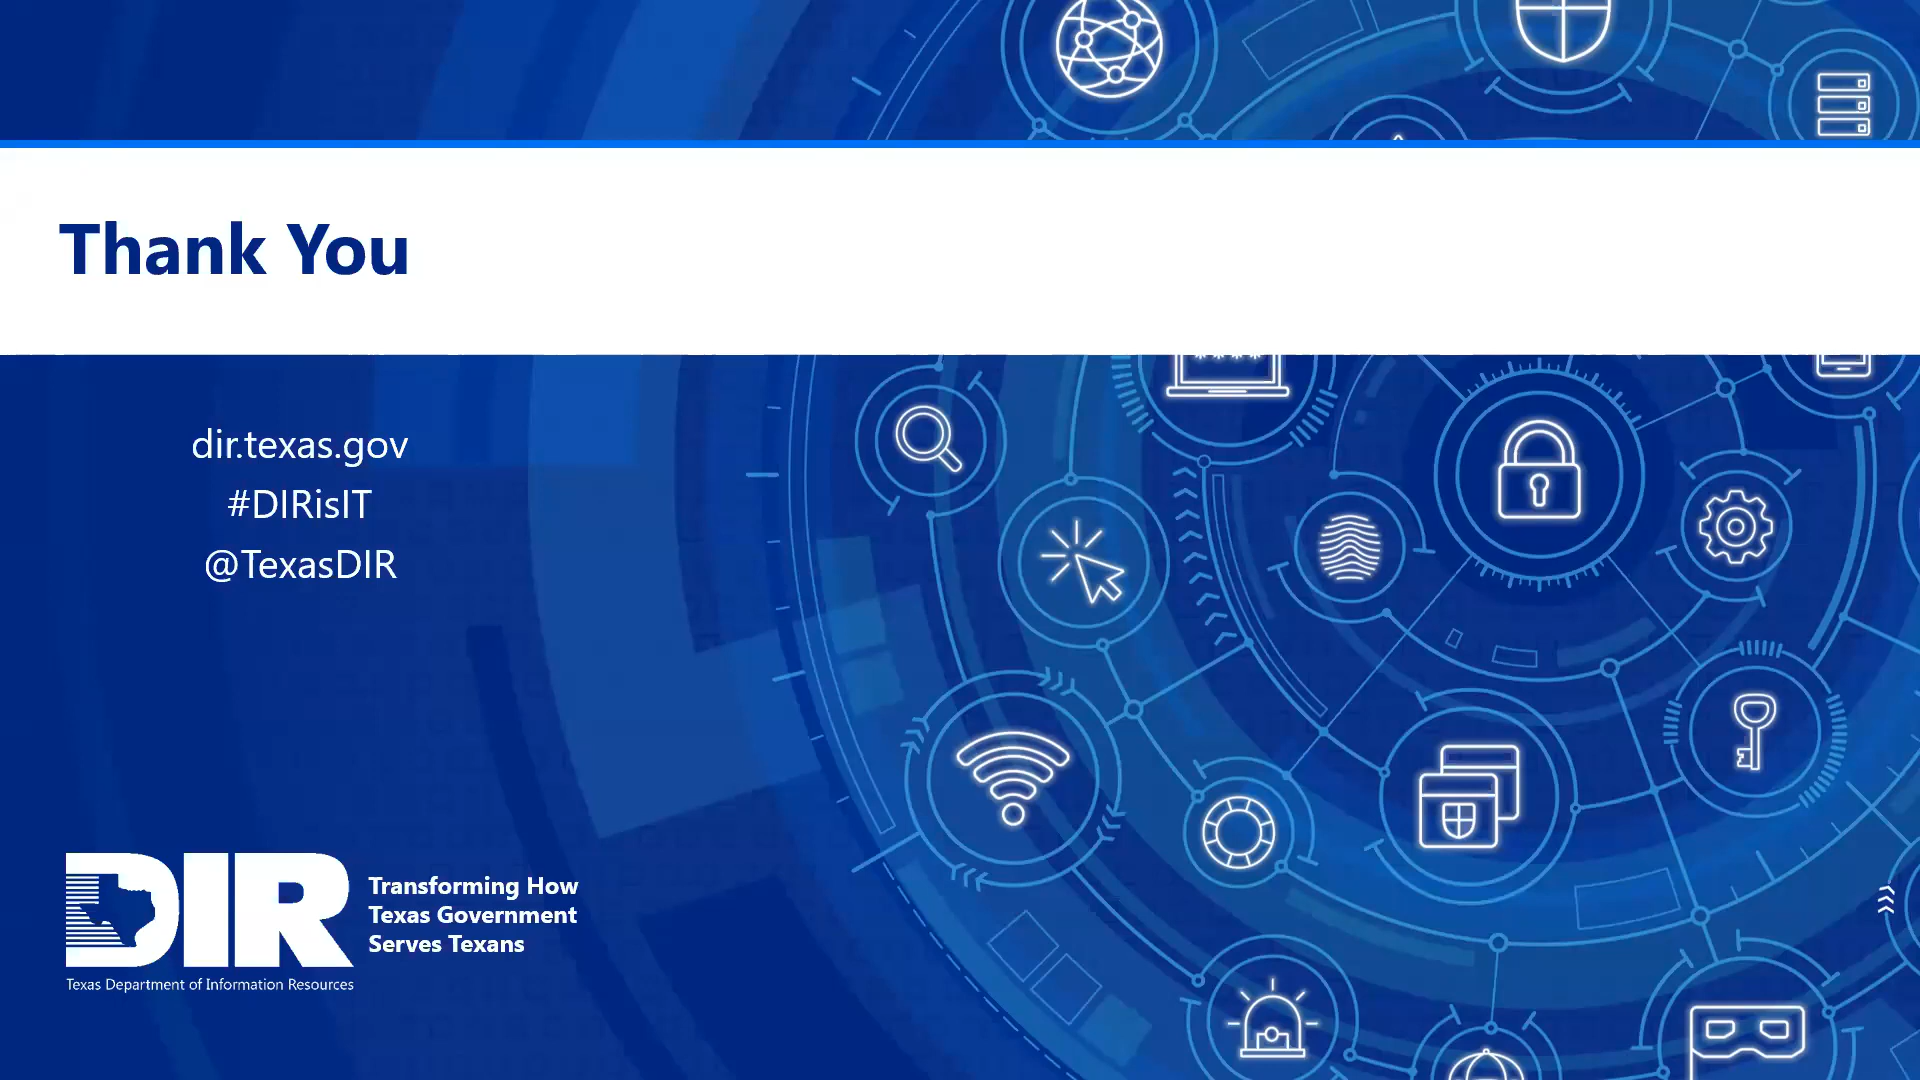 Thank You
dir.texas.gov
#DIRisIT
@TexasDIR
DIR
Transforming How
Texas Government
Serves Texans
Texas Department of Information Resources